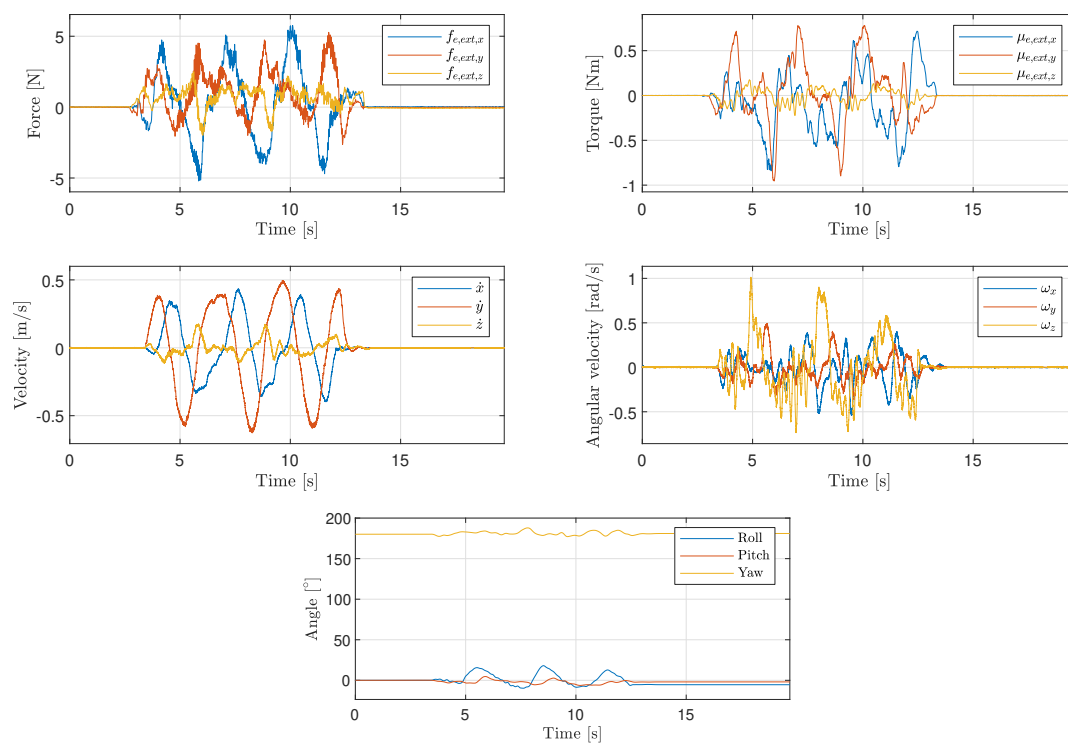 Force [N]
5
0
-5
0
5
10
15
Time [s]
f_{e,ext,x}
f_{e,ext,y}
f_{e,ext,z}
Torque [Nm]
0.5
0
-0.5
-1
0
5
10
15
Time [s]
μ_{e,ext,x}
μ_{e,ext,y}
μ_{e,ext,z}
Velocity [m/s]
0.5
0
-0.5
0
5
10
15
Time [s]
ẋ
ẏ
ż
Angular velocity [rad/s]
1
0.5
0
-0.5
0
5
10
15
Time [s]
ω_x
ω_y
ω_z
Angle [°]
200
150
100
50
0
0
5
10
15
Time [s]
Roll
Pitch
Yaw